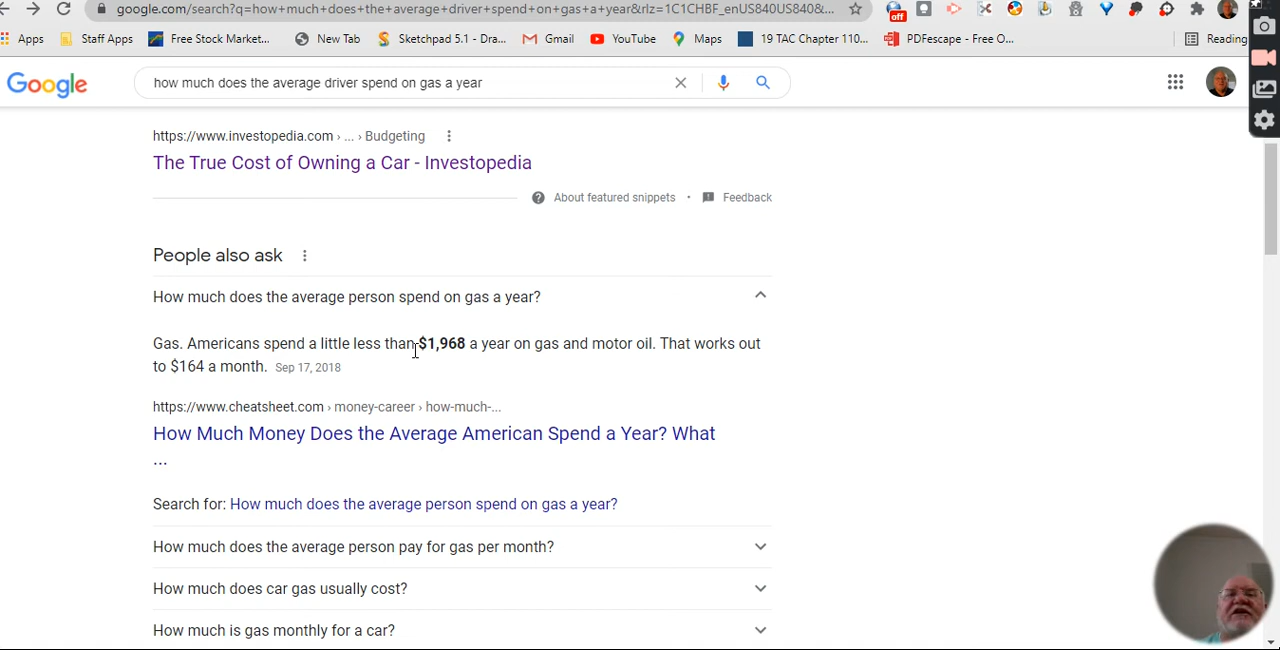 google.com/search?q=how+much+does+the+average+driver+spend+on+gas+a+year&rlz=1C1CHBF_enUS840US840&...
off
Apps Staff Apps Free Stock Market... New Tab Sketchpad 5.1 - Dra... Gmail YouTube Maps 19 TAC Chapter 110... PDFescape - Free O... Reading
Google how much does the average driver spend on gas a year
https://www.investopedia.com › ... › Budgeting
The True Cost of Owning a Car - Investopedia
About featured snippets • Feedback
People also ask
How much does the average person spend on gas a year?
Gas. Americans spend a little less than $1,968 a year on gas and motor oil. That works out
to $164 a month. Sep 17, 2018
https://www.cheatsheet.com › money-career › how-much-...
How Much Money Does the Average American Spend a Year? What
...
Search for: How much does the average person spend on gas a year?
How much does the average person pay for gas per month?
How much does car gas usually cost?
How much is gas monthly for a car?